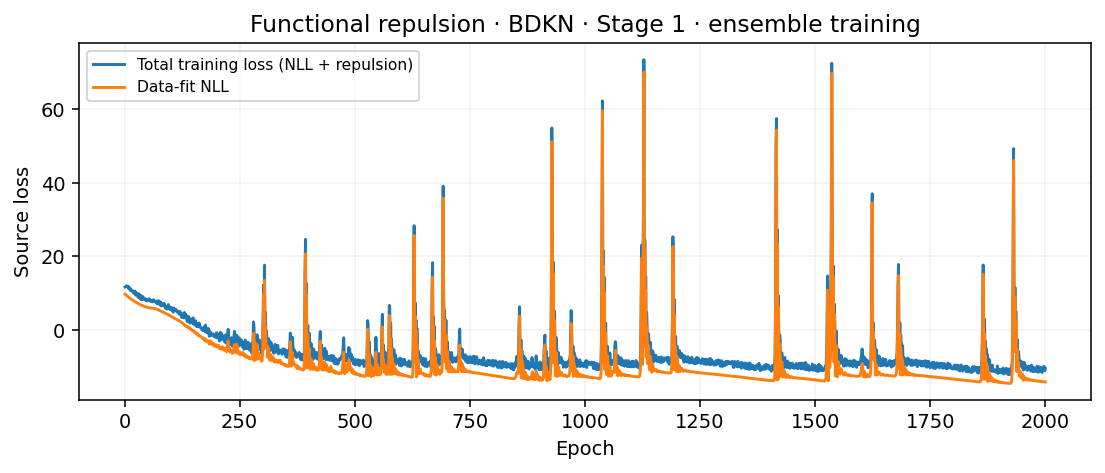 Functional repulsion · BDKN · Stage 1 · ensemble training
Total training loss (NLL + repulsion)
Data-fit NLL
Source loss
60
40
20
0
0 250 500 750 1000 1250 1500 1750 2000
Epoch